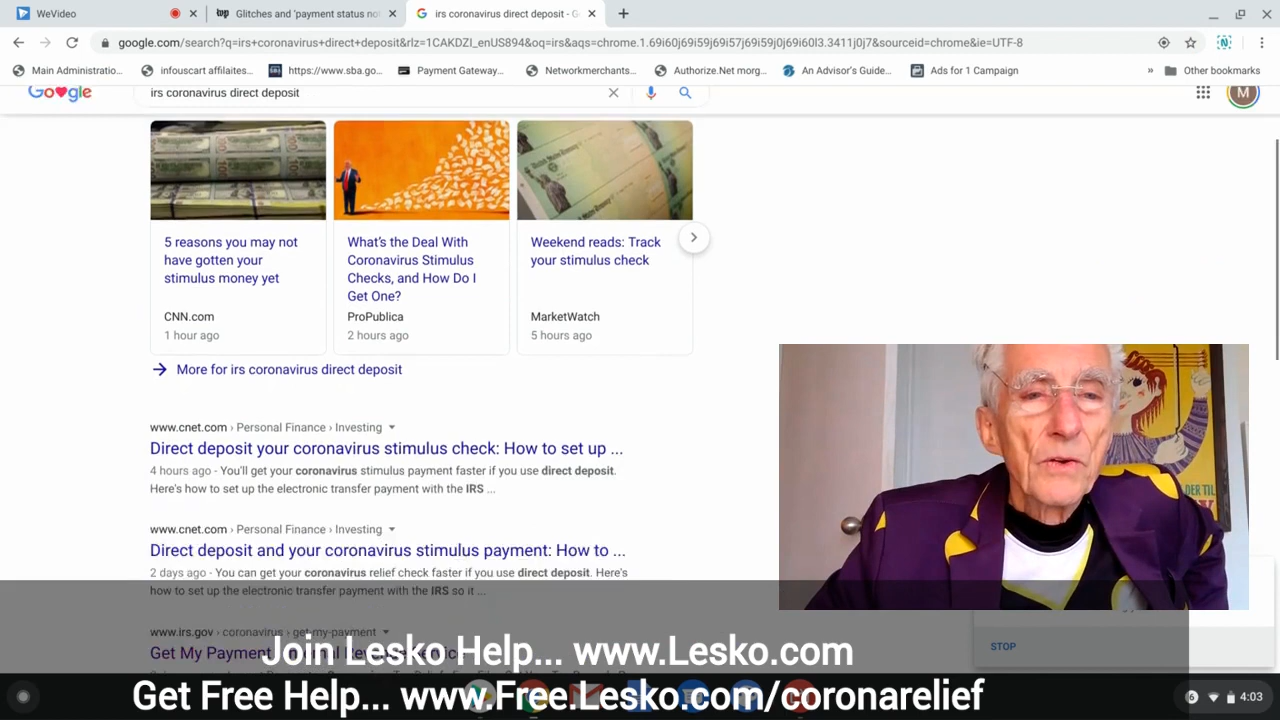 WeVideo
Glitches and 'payment status no
irs coronavirus direct deposit - G
google.com/search?q=irs+coronavirus+direct+deposit&rlz=1CAKDZI_enUS894&oq=irs&aqs=chrome.1.69i60j69i59j69i57j69i59j0j69i60l3.3411j0j7&sourceid=chrome&ie=UTF-8
Main Administratio...
infouscart affilaites...
SBA
https://www.sba.go...
Payment Gateway...
Networkmerchants...
Authorize.Net morg...
An Advisor's Guide...
Ads for 1 Campaign
»
Other bookmarks
irs coronavirus direct deposit
M
5 reasons you may not
have gotten your
stimulus money yet
CNN.com
1 hour ago
What's the Deal With
Coronavirus Stimulus
Checks, and How Do I
Get One?
ProPublica
2 hours ago
Weekend reads: Track
your stimulus check
MarketWatch
5 hours ago
More for irs coronavirus direct deposit
www.cnet.com › Personal Finance › Investing
Direct deposit your coronavirus stimulus check: How to set up ...
4 hours ago - You'll get your coronavirus stimulus payment faster if you use direct deposit.
Here's how to set up the electronic transfer payment with the IRS ...
www.cnet.com › Personal Finance › Investing
Direct deposit and your coronavirus stimulus payment: How to ...
2 days ago - You can get your coronavirus relief check faster if you use direct deposit. Here's
how to set up the electronic transfer payment with the IRS so it ...
www.irs.gov › coronavirus › get-my-payment
Get My Payment
DER TIL
STOP
Join Lesko Help... www.Lesko.com
Get Free Help... www.Free.Lesko.com/coronarelief
6
4:03